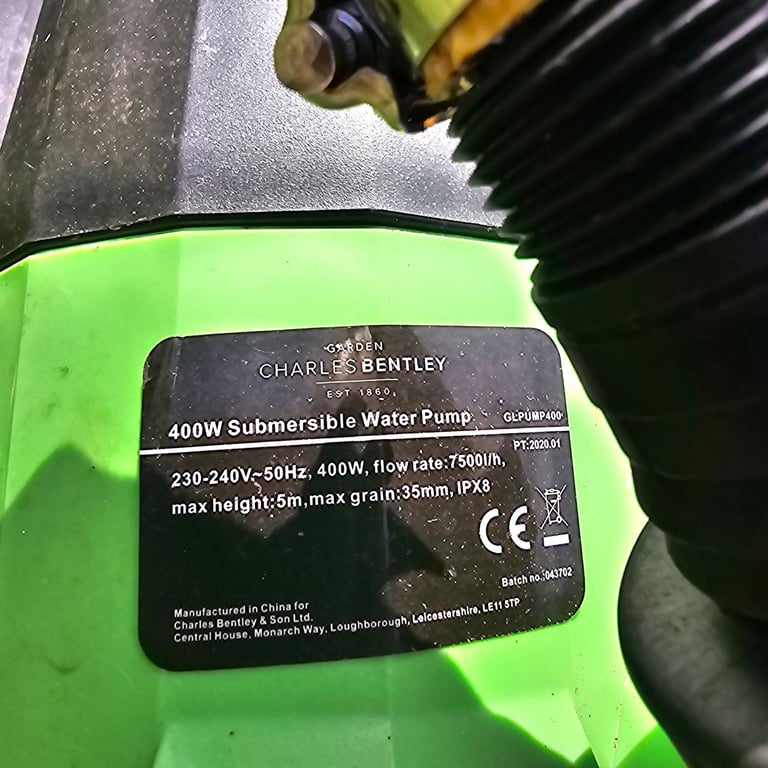 GARDEN
CHARLES BENTLEY
EST 1860
400W Submersible Water Pump GLPUMP400
PT:2020.01
230-240V~50Hz, 400W, flow rate:7500l/h,
max height:5m,max grain:35mm, IPX8
CE
Batch no.:043702
Manufactured in China for
Charles Bentley & Son Ltd.
Central House, Monarch Way, Loughborough, Leicestershire, LE11 5TP